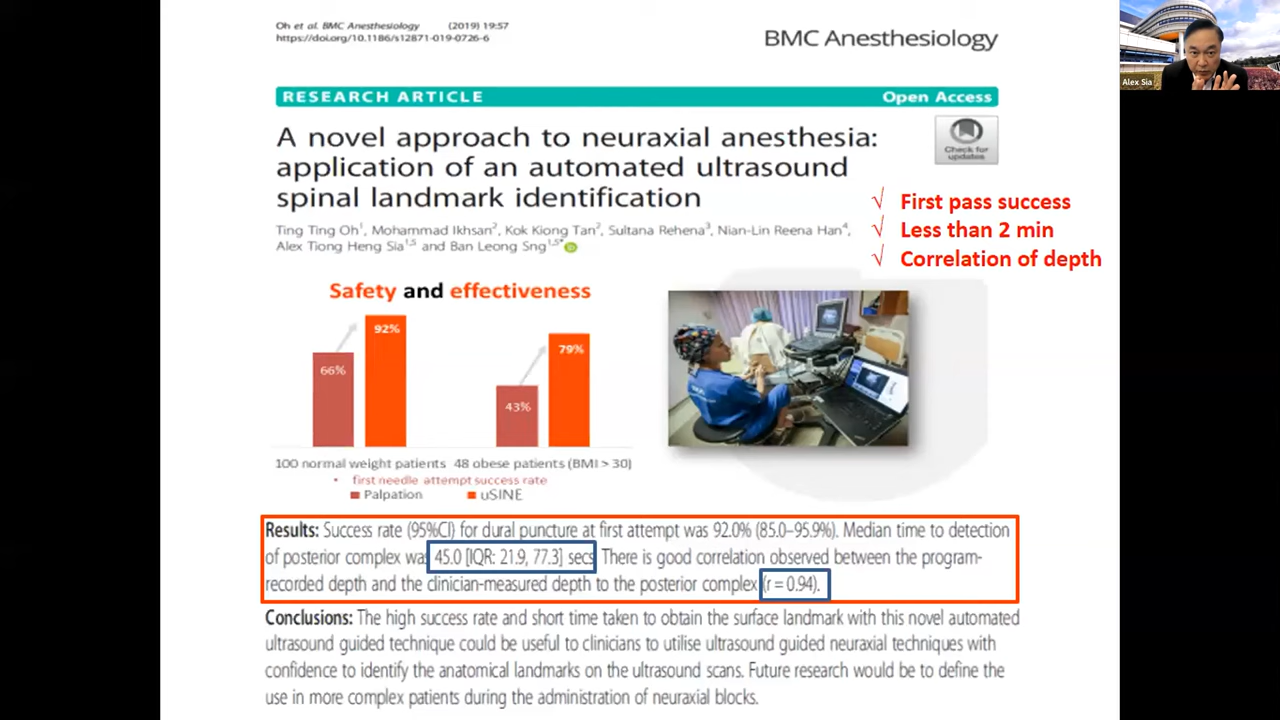 Oh et al. BMC Anesthesiology (2019) 19:57
https://doi.org/10.1186/s12871-019-0726-6
BMC Anesthesiology
Alex Sia
RESEARCH ARTICLE
Open Access
A novel approach to neuraxial anesthesia:
application of an automated ultrasound
spinal landmark identification
Check for
updates
Ting Ting Oh1, Mohammad Ikhsan2, Kok Kiong Tan2, Sultana Rehena3, Nian-Lin Reena Han4,
Alex Tiong Heng Sia1,5 and Ban Leong Sng1,5*
√ First pass success
√ Less than 2 min
√ Correlation of depth
Safety and effectiveness
66%
92%
43%
79%
100 normal weight patients
48 obese patients (BMI > 30)
• first needle attempt success rate
Palpation
uSINE
Results: Success rate (95%CI) for dural puncture at first attempt was 92.0% (85.0–95.9%). Median time to detection
of posterior complex was 45.0 [IQR: 21.9, 77.3] secs There is good correlation observed between the program-
recorded depth and the clinician-measured depth to the posterior complex (r = 0.94).
Conclusions: The high success rate and short time taken to obtain the surface landmark with this novel automated
ultrasound guided technique could be useful to clinicians to utilise ultrasound guided neuraxial techniques with
confidence to identify the anatomical landmarks on the ultrasound scans. Future research would be to define the
use in more complex patients during the administration of neuraxial blocks.